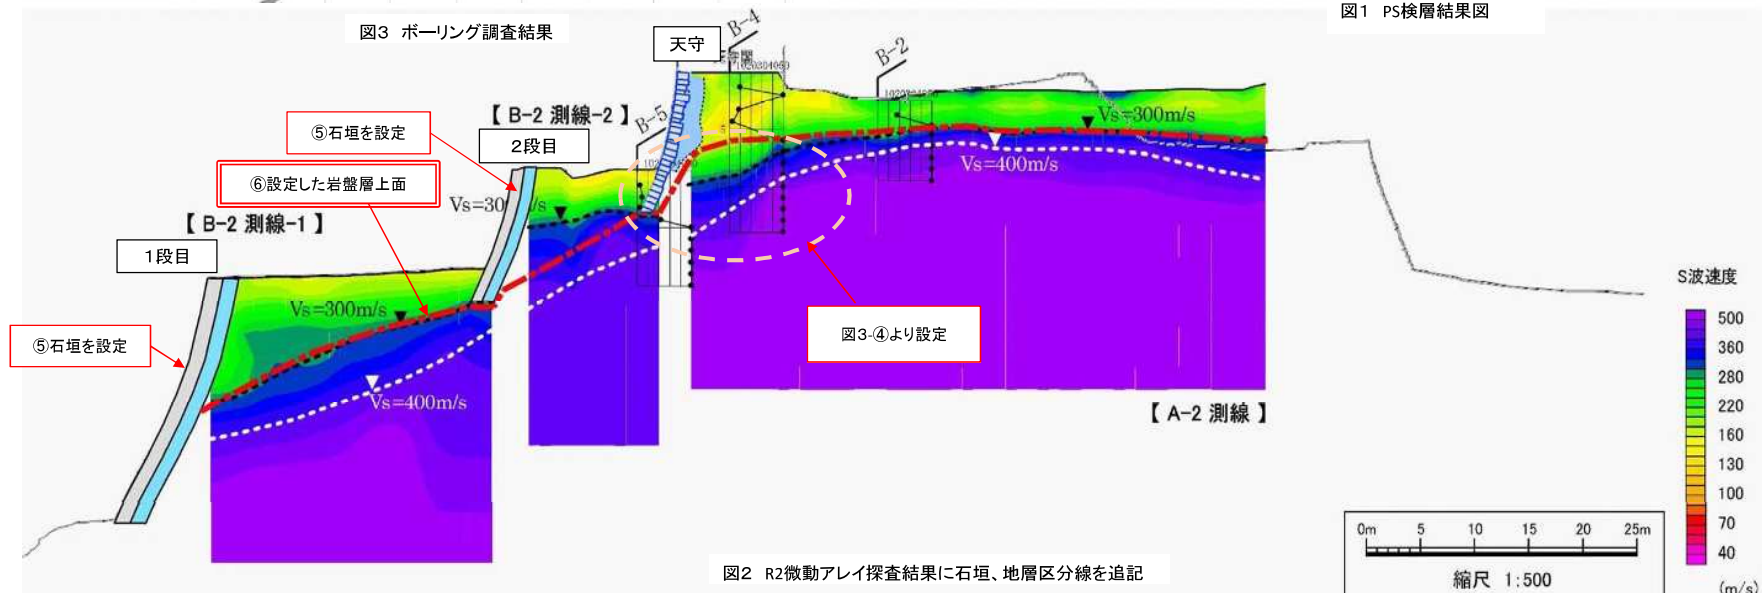 図1 PS検層結果図
図3 ボーリング調査結果
天守
B-4
B-2
【 B-2 測線-2 】
B-5
⑤石垣を設定
2段目
Vs=300m/s
⑥設定した岩盤層上面
Vs=400m/s
【 B-2 測線-1 】
1段目
Vs=300m/s
S波速度
図3-④より設定
⑤石垣を設定
Vs=400m/s
【 A-2 測線 】
500
360
280
220
160
130
100
70
40
(m/s)
0m 5 10 15 20 25m
縮尺 1:500
図2 R2微動アレイ探査結果に石垣、地層区分線を追記